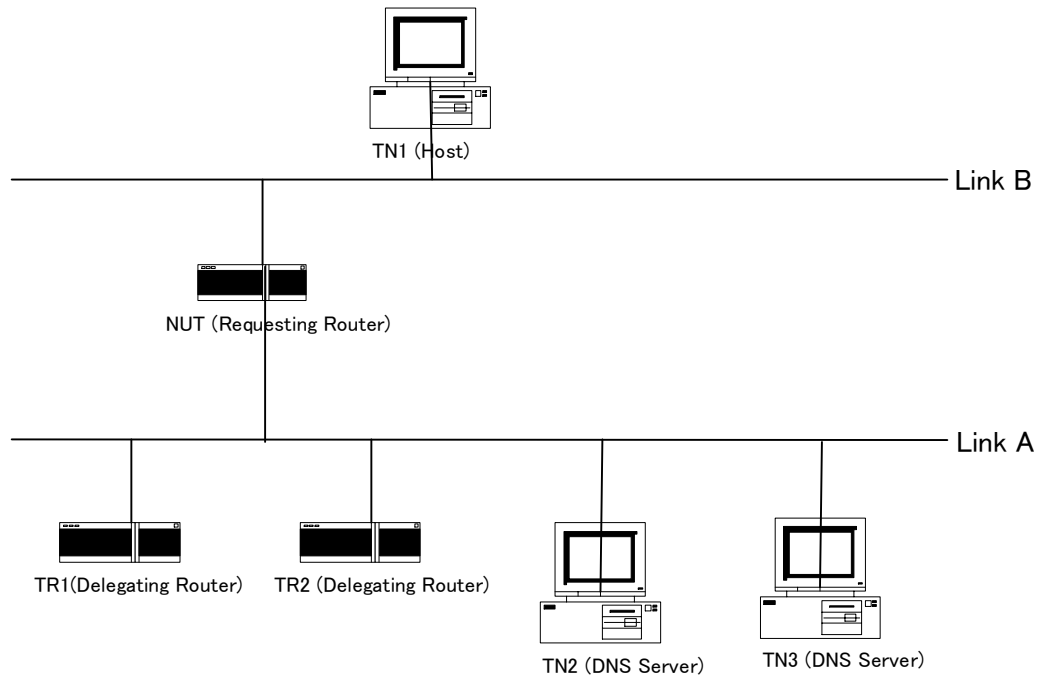 TN1 (Host)
Link B
NUT (Requesting Router)
Link A
TR1(Delegating Router)
TR2 (Delegating Router)
TN2 (DNS Server)
TN3 (DNS Server)